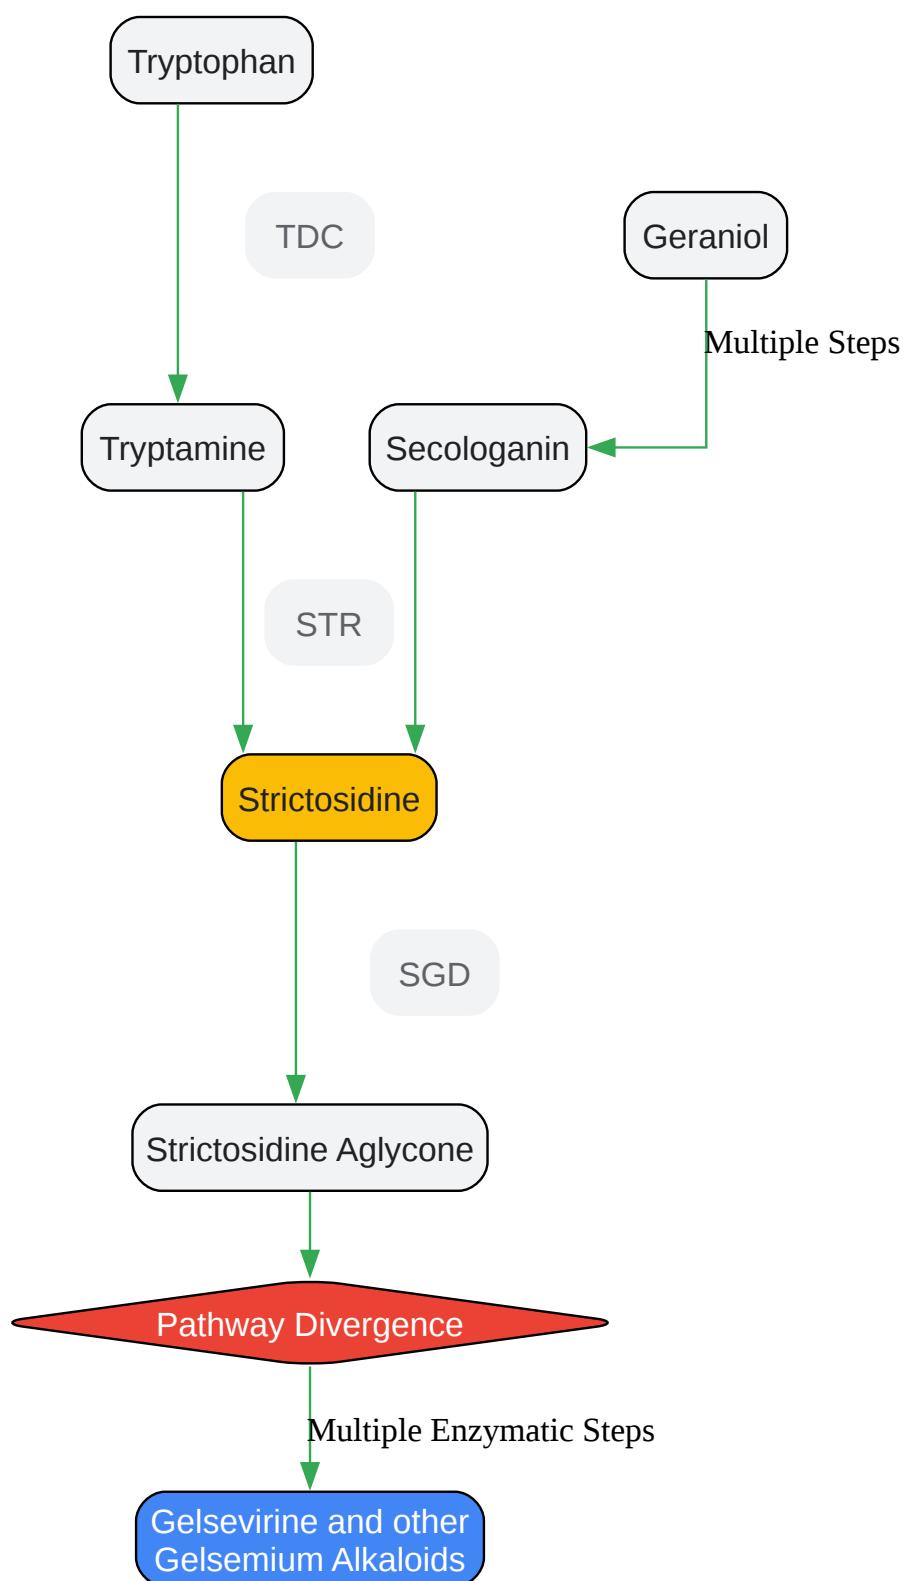 Tryptophan
TDC
Geraniol
Multiple Steps
Tryptamine
Secologanin
STR
Strictosidine
SGD
Strictosidine Aglycone
Pathway Divergence
Multiple Enzymatic Steps
Gelsevirine and other
Gelsemium Alkaloids